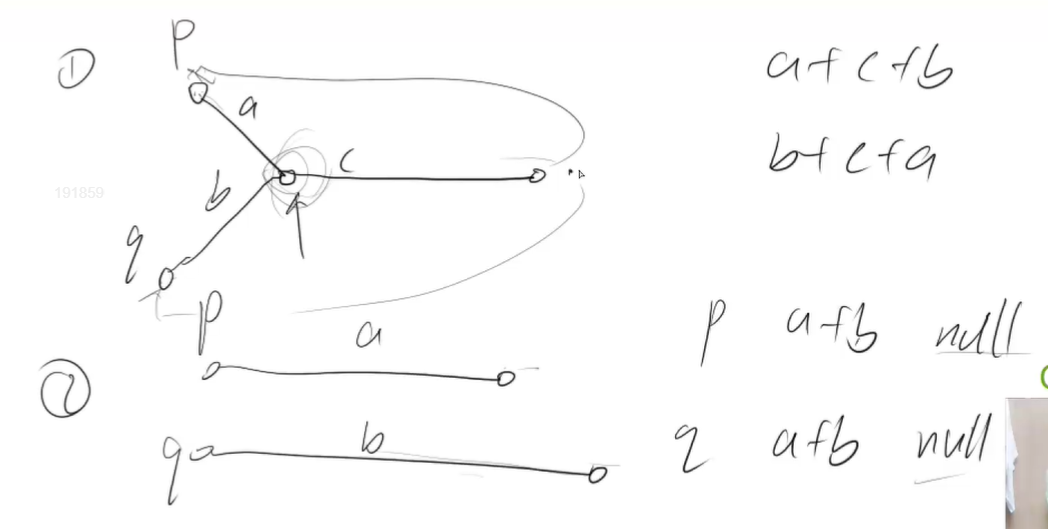 ① P
a
a+c+b
b
c
b+c+a
191859
q
p
a
p a+b null
②
q
b
q a+b null